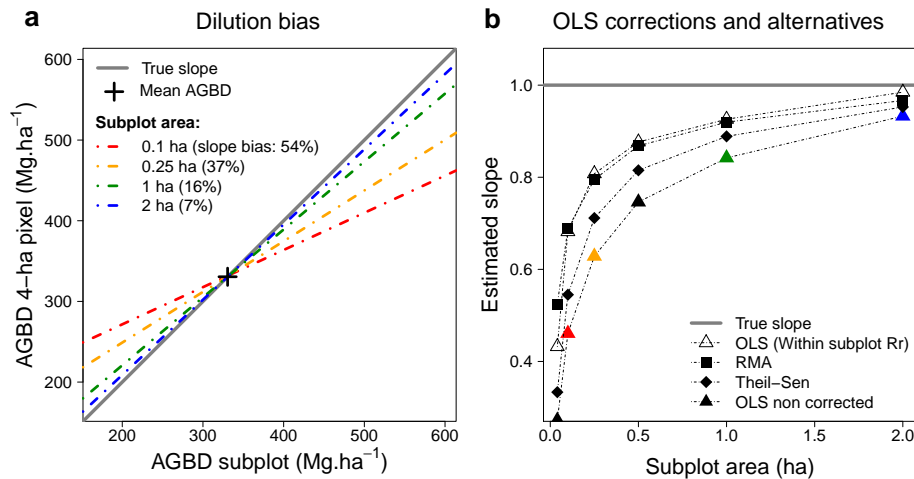 a
Dilution bias
AGBD 4−ha pixel (Mg.ha−1)
600
500
400
300
200
True slope
Mean AGBD
Subplot area:
0.1 ha (slope bias: 54%)
0.25 ha (37%)
1 ha (16%)
2 ha (7%)
200 300 400 500 600
AGBD subplot (Mg.ha−1)
b
OLS corrections and alternatives
Estimated slope
1.0
0.8
0.6
0.4
True slope
OLS (Within subplot Rr)
RMA
Theil−Sen
OLS non corrected
0.0 0.5 1.0 1.5 2.0
Subplot area (ha)